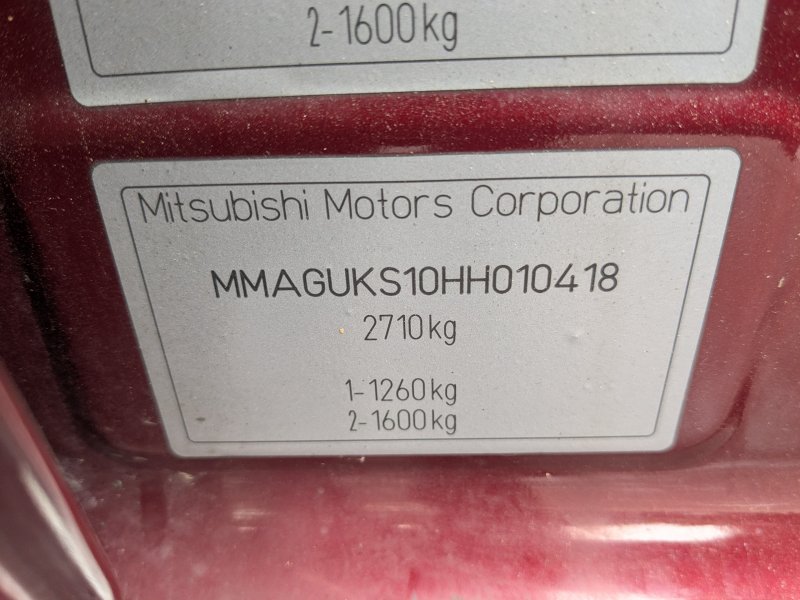 2-1600kg
Mitsubishi Motors Corporation
MMAGUKS10HH010418
2710kg
1-1260kg
2-1600kg